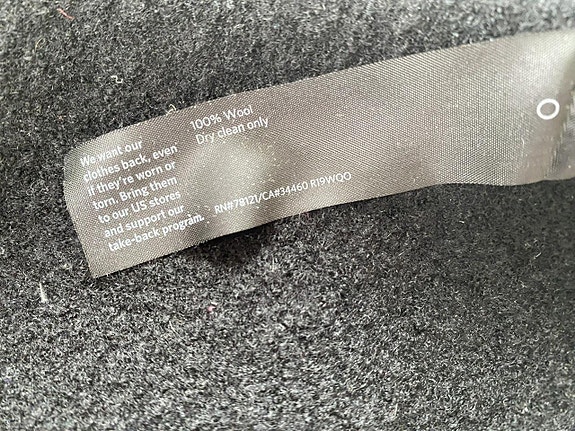 We want our
clothes back, even
if they're worn or
torn. Bring them
to our US stores
and support our
take-back program.
100% Wool
Dry clean only
RN#78121/CA#34460 R19WQO
O